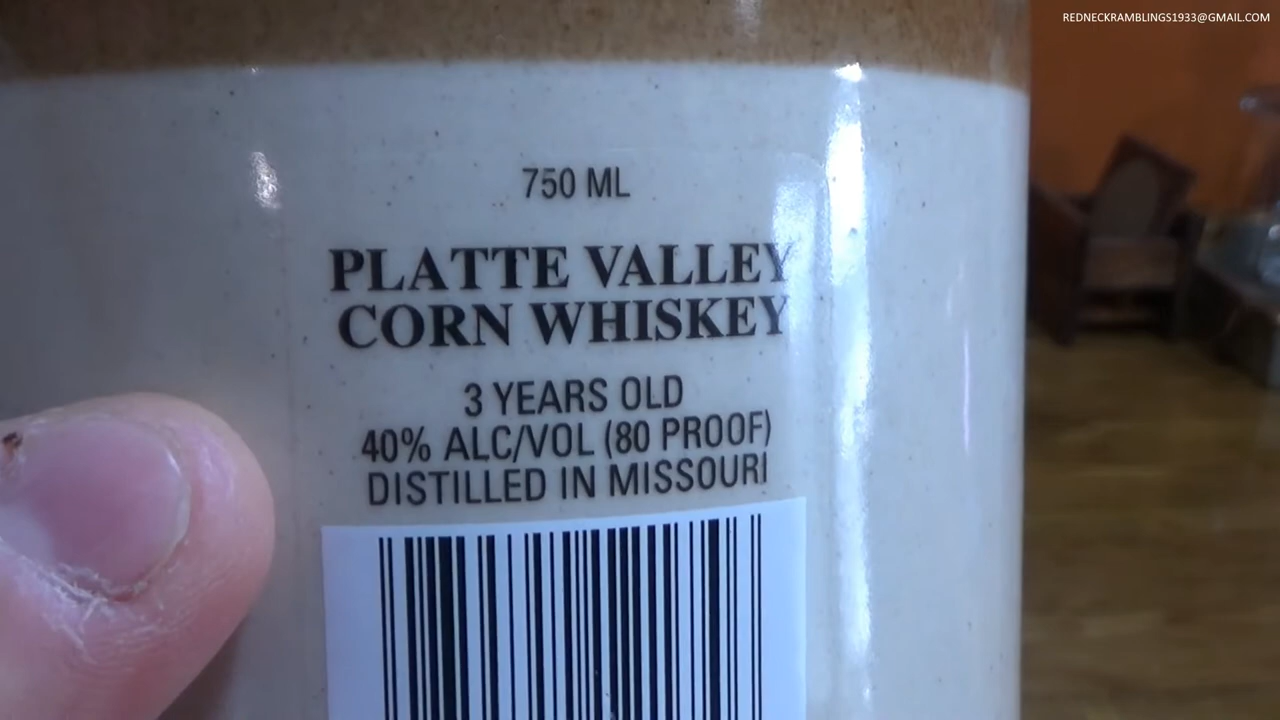 REDNECKRAMBLINGS1933@GMAIL.COM
750 ML
PLATTE VALLEY
CORN WHISKEY
3 YEARS OLD
40% ALC/VOL (80 PROOF)
DISTILLED IN MISSOURI